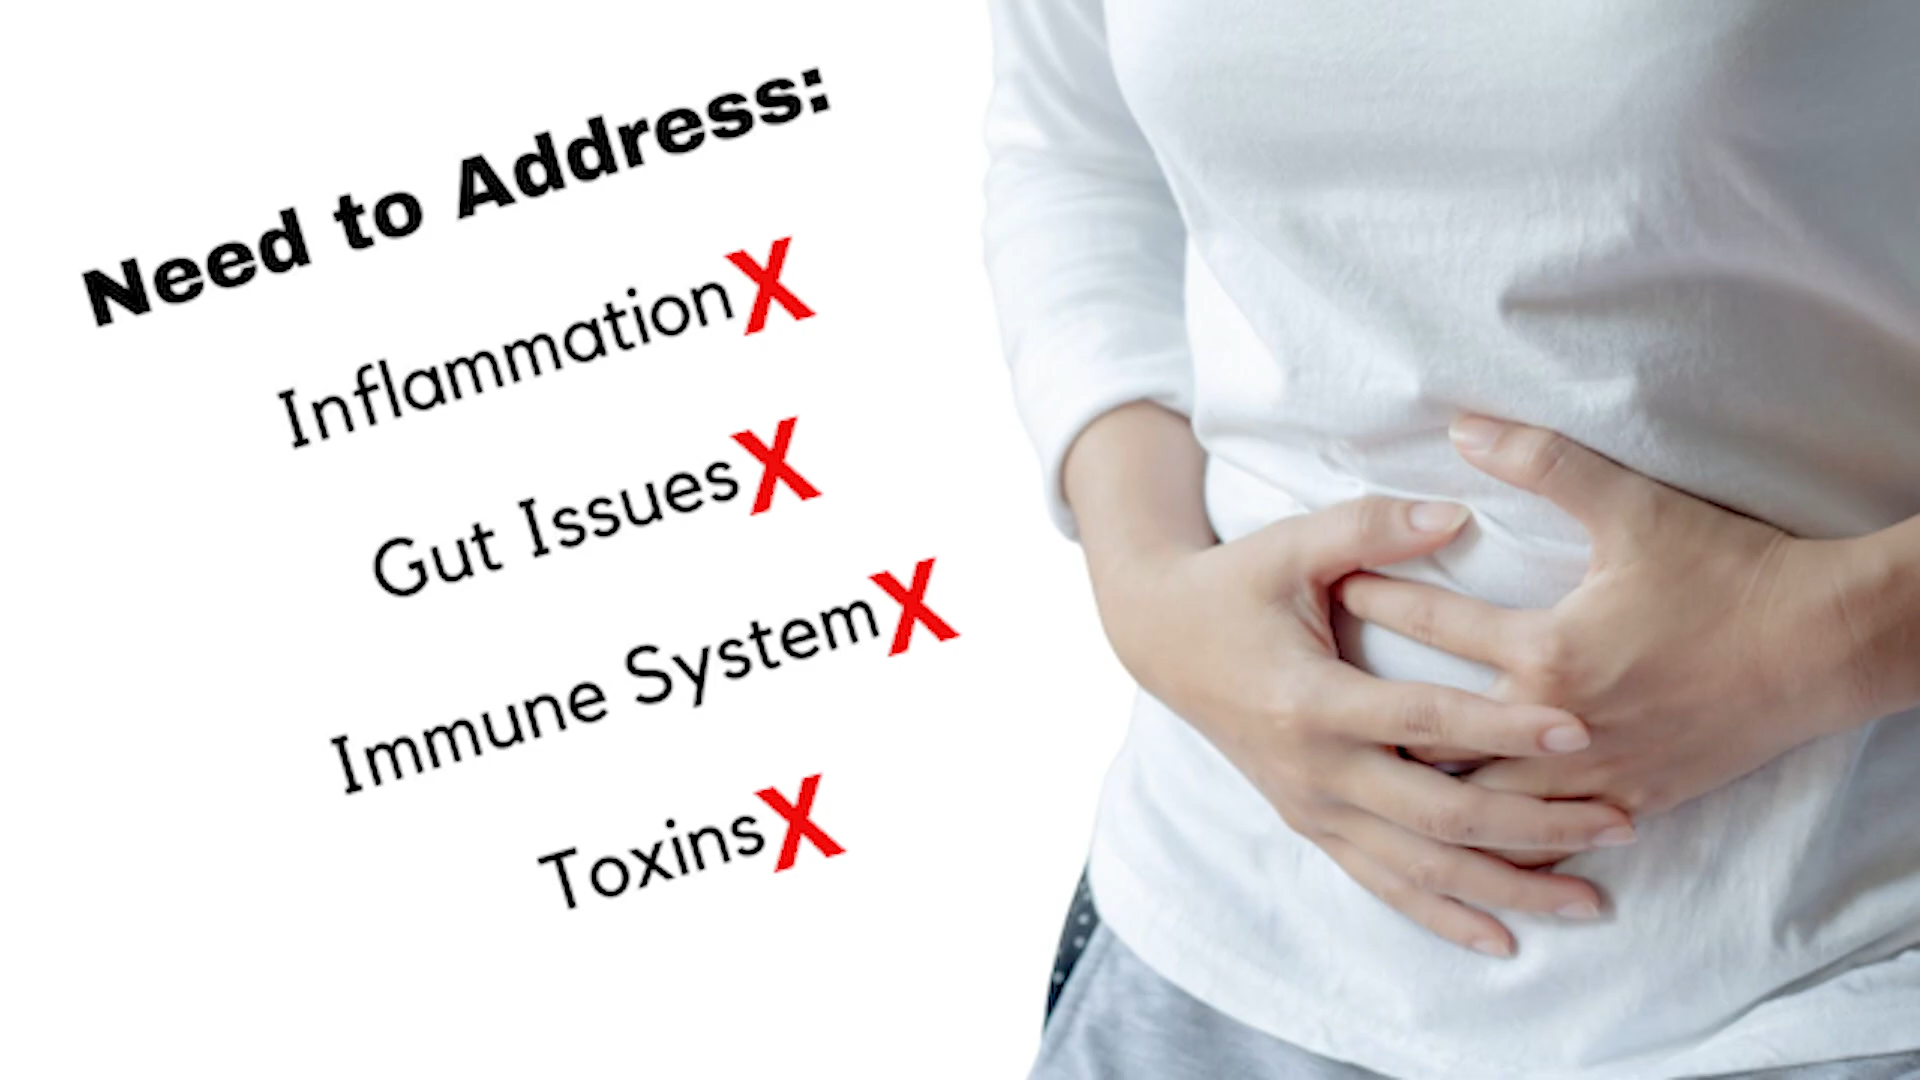 Need to Address:
InflammationX
Gut IssuesX
Immune SystemX
ToxinsX